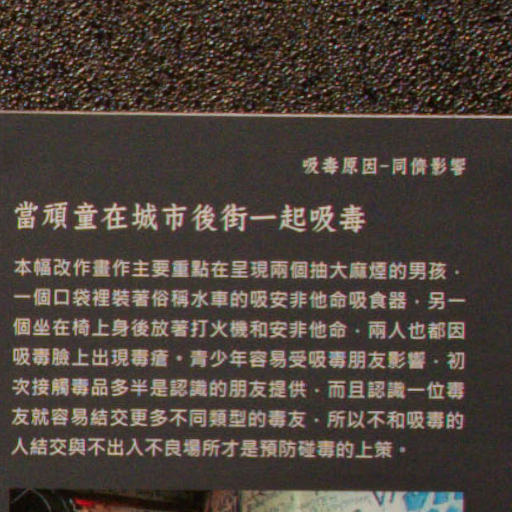 吸毒原因-同儕影響
當頑童在城市後街一起吸毒
本幅改作畫作主要重點在呈現兩個抽大麻煙的男孩，
一個口袋裡裝著俗稱水車的吸安非他命吸食器，另一
個坐在椅上身後放著打火機和安非他命，兩人也都因
吸毒臉上出現毒瘡。青少年容易受吸毒朋友影響，初
次接觸毒品多半是認識的朋友提供，而且認識一位毒
友就容易結交更多不同類型的毒友，所以不和吸毒的
人結交與不出入不良場所才是預防碰毒的上策。